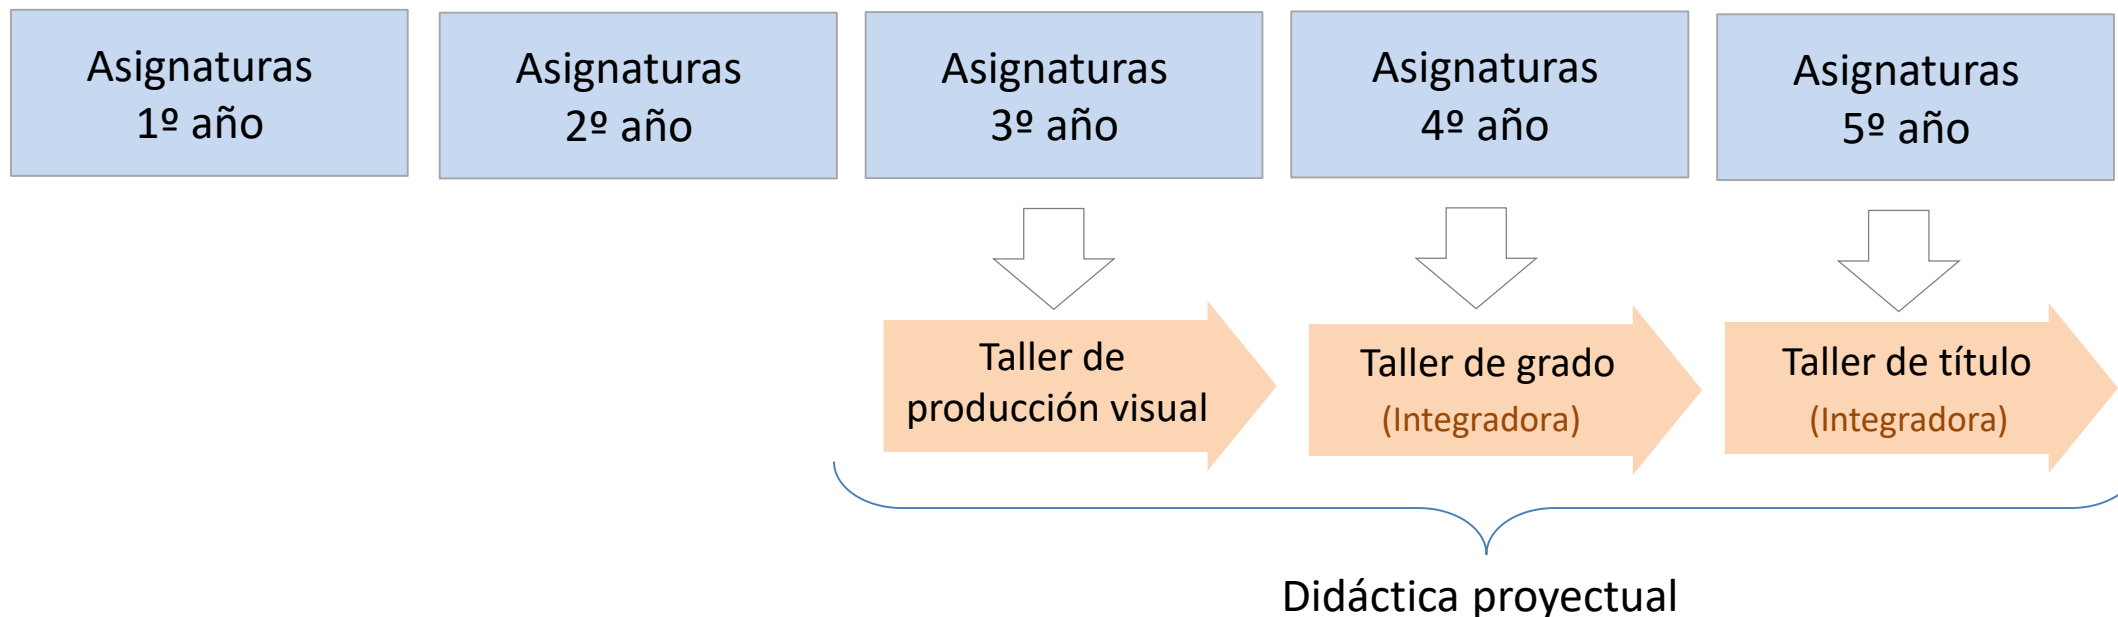 Asignaturas
1º año
Asignaturas
2º año
Asignaturas
3º año
Asignaturas
4º año
Asignaturas
5º año
Taller de
producción visual
Taller de grado
(Integradora)
Taller de título
(Integradora)
Didáctica proyectual